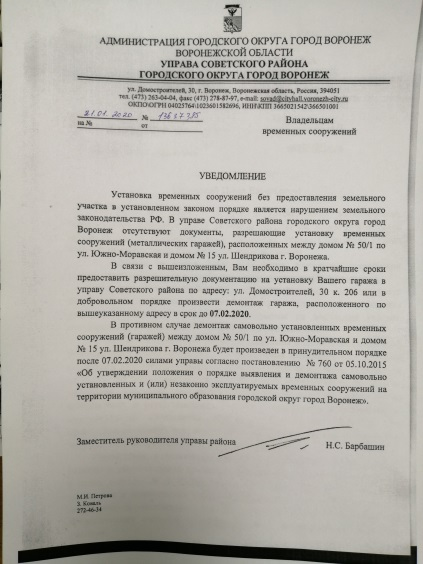 АДМИНИСТРАЦИЯ ГОРОДСКОГО ОКРУГА ГОРОД ВОРОНЕЖ
ВОРОНЕЖСКОЙ ОБЛАСТИ
УПРАВА СОВЕТСКОГО РАЙОНА
ГОРОДСКОГО ОКРУГА ГОРОД ВОРОНЕЖ
ул. Домостроителей, 30, г. Воронеж, Воронежская область, Россия, 394051
тел. (473) 263-04-04, факс (473) 278-87-97, e-mail: sovad@cityhall.voronezh-city.ru
ОКПО/ОГРН 04025764\1023601582696, ИНН\КПП 3665021542\366501001
21.01.2020 № 13637385
на № от
Владельцам
временных сооружений
УВЕДОМЛЕНИЕ
Установка временных сооружений без предоставления земельного
участка в установленном законом порядке является нарушением земельного
законодательства РФ. В управе Советского района городского округа город
Воронеж отсутствуют документы, разрешающие установку временных
сооружений (металлических гаражей), расположенных между домом № 50/1 по
ул. Южно-Моравская и домом № 15 ул. Шендрикова г. Воронежа.
В связи с вышеизложенным, Вам необходимо в кратчайшие сроки
предоставить разрешительную документацию на установку Вашего гаража в
управу Советского района по адресу: ул. Домостроителей, 30 к. 206 или в
добровольном порядке произвести демонтаж гаража, расположенного по
вышеуказанному адресу в срок до 07.02.2020.
В противном случае демонтаж самовольно установленных временных
сооружений (гаражей) между домом № 50/1 по ул. Южно-Моравская и домом
№ 15 ул. Шендрикова г. Воронежа будет произведен в принудительном порядке
после 07.02.2020 силами управы согласно постановлению № 760 от 05.10.2015
«Об утверждении положения о порядке выявления и демонтажа самовольно
установленных и (или) незаконно эксплуатируемых временных сооружений на
территории муниципального образования городской округ город Воронеж».
Заместитель руководителя управы района
Н.С. Барбашин
М.И. Петрова
З. Коваль
272-46-34